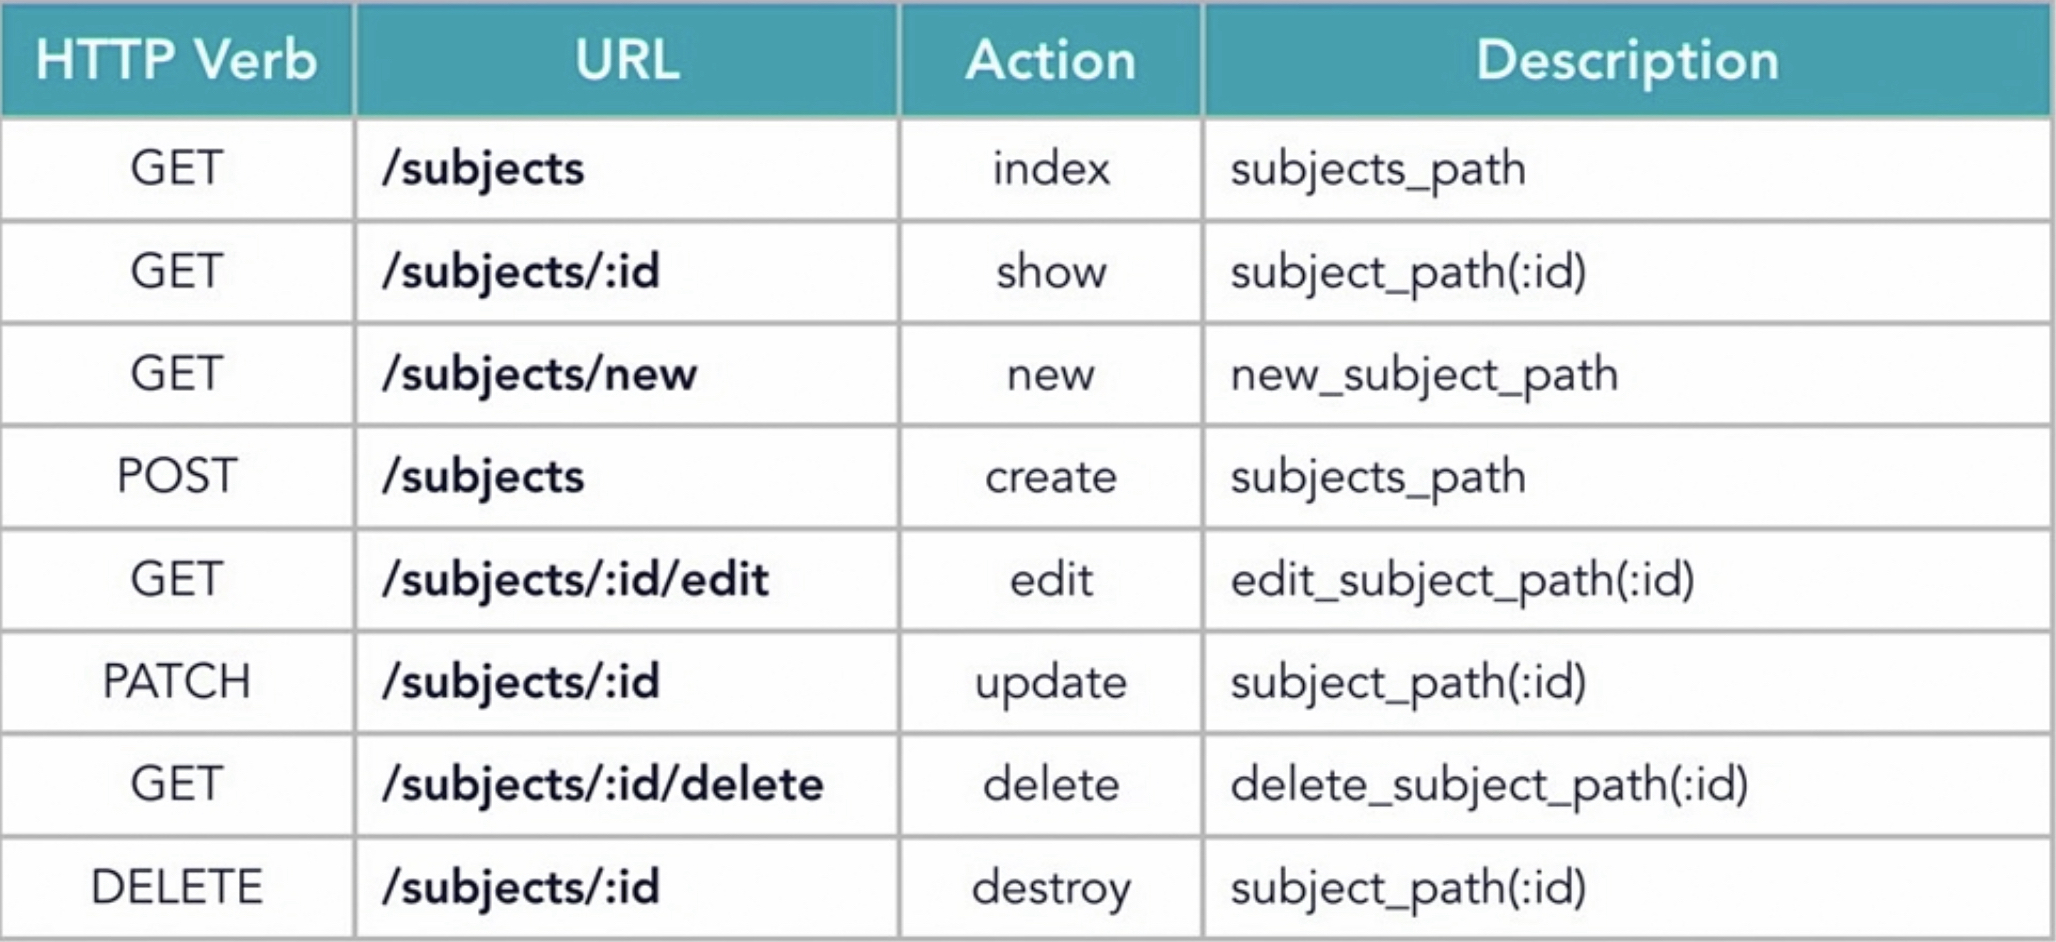 HTTP Verb URL Action Description
GET /subjects index subjects_path
GET /subjects/:id show subject_path(:id)
GET /subjects/new new new_subject_path
POST /subjects create subjects_path
GET /subjects/:id/edit edit edit_subject_path(:id)
PATCH /subjects/:id update subject_path(:id)
GET /subjects/:id/delete delete delete_subject_path(:id)
DELETE /subjects/:id destroy subject_path(:id)